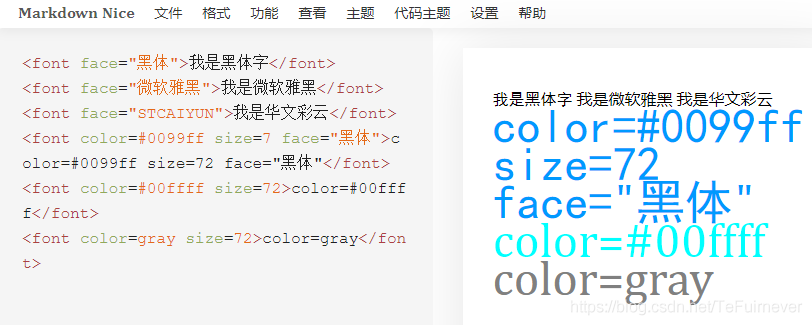 Markdown Nice 文件 格式 功能 查看 主题 代码主题 设置 帮助
<font face="黑体">我是黑体字</font>
<font face="微软雅黑">我是微软雅黑</font>
<font face="STCAIYUN">我是华文彩云</font>
<font color=#0099ff size=7 face="黑体">c
olor=#0099ff size=72 face="黑体"</font>
<font color=#00ffff size=72>color=#00fff
f</font>
<font color=gray size=72>color=gray</fon
t>
我是黑体字 我是微软雅黑 我是华文彩云
color=#0099ff
size=72
face="黑体"
color=#00ffff
color=gray
https://blog.csdn.net/TeFuirnever